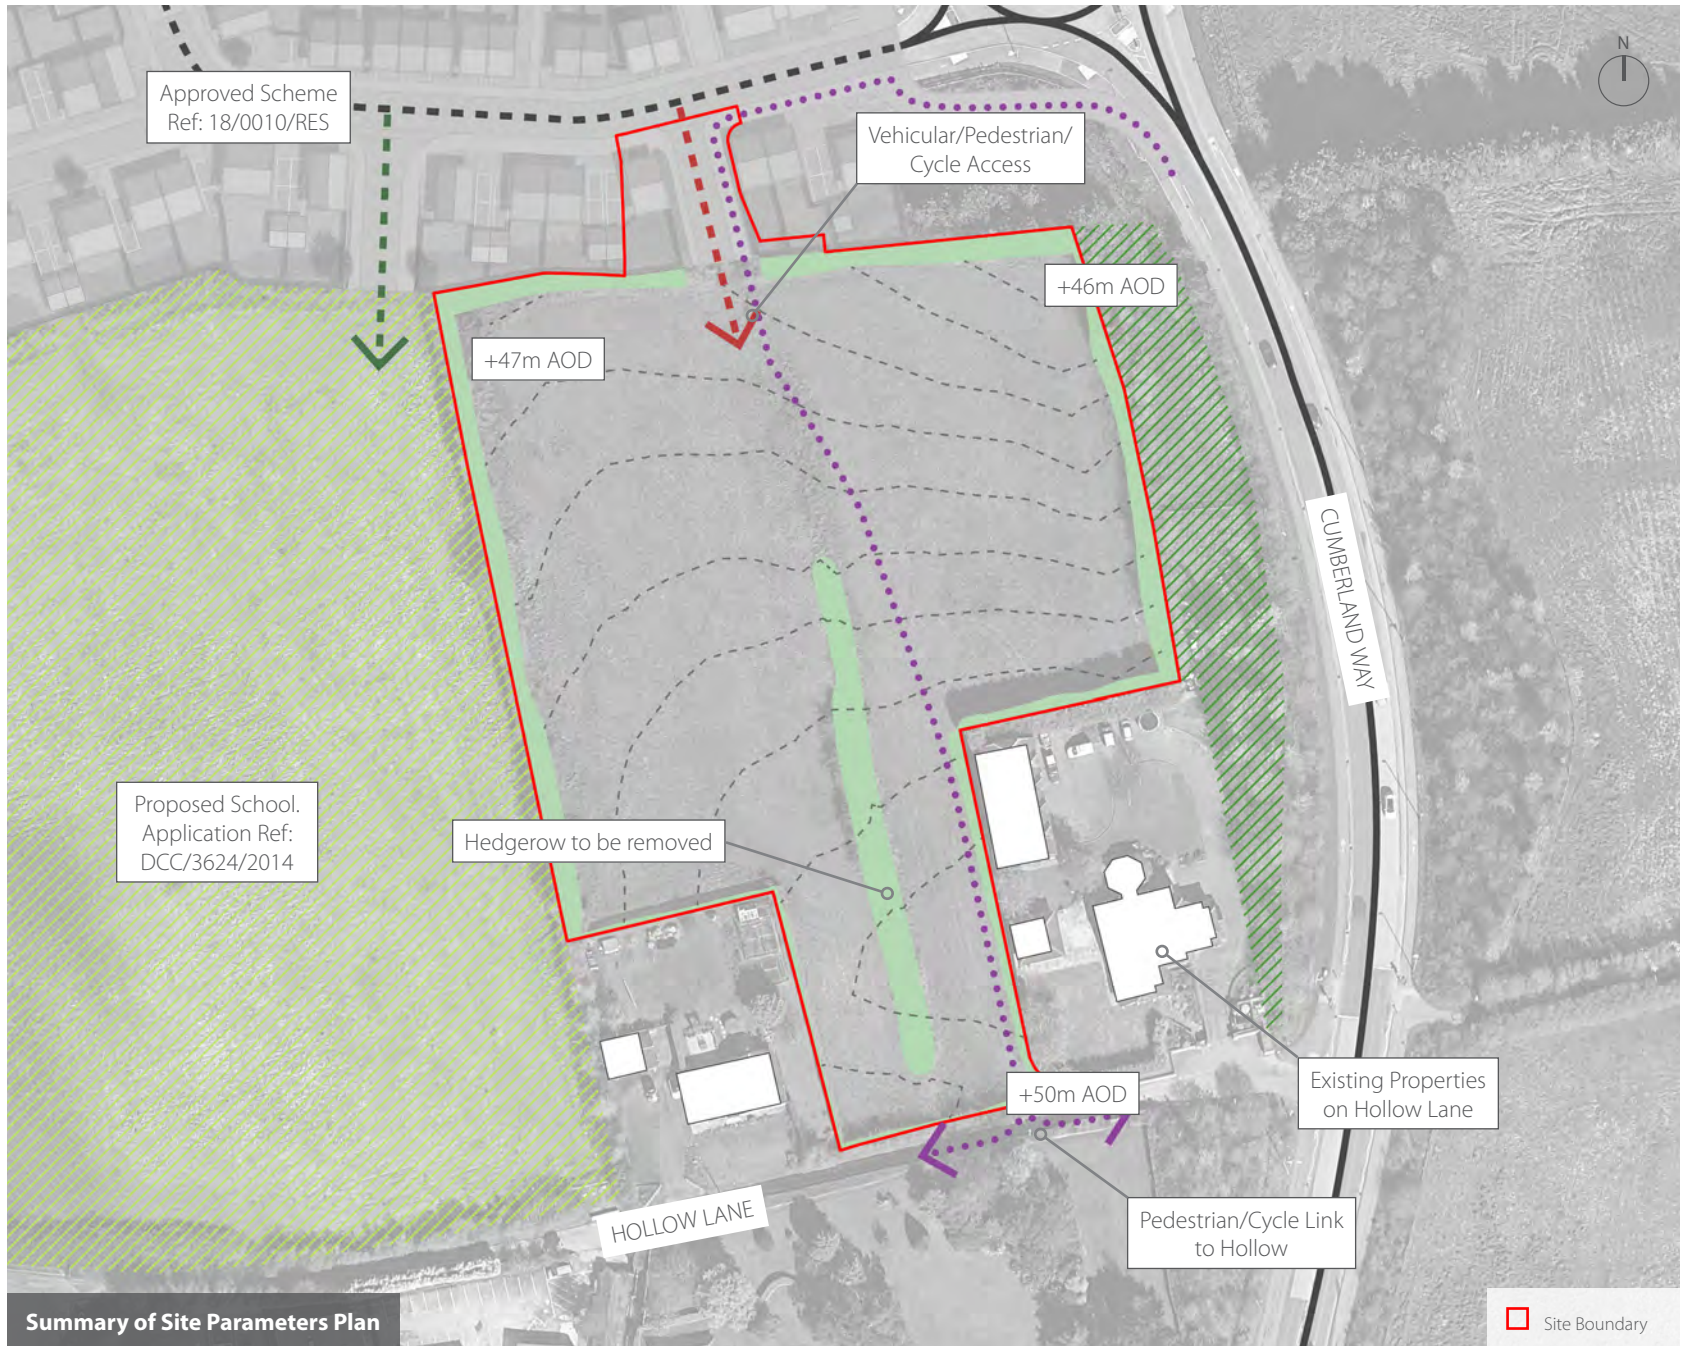 N
Approved Scheme
Ref: 18/0010/RES
Vehicular/Pedestrian/
Cycle Access
+46m AOD
+47m AOD
CUMBERLAND WAY
Proposed School.
Application Ref:
DCC/3624/2014
Hedgerow to be removed
+50m AOD
Existing Properties
on Hollow Lane
Pedestrian/Cycle Link
to Hollow
HOLLOW LANE
Summary of Site Parameters Plan
Site Boundary